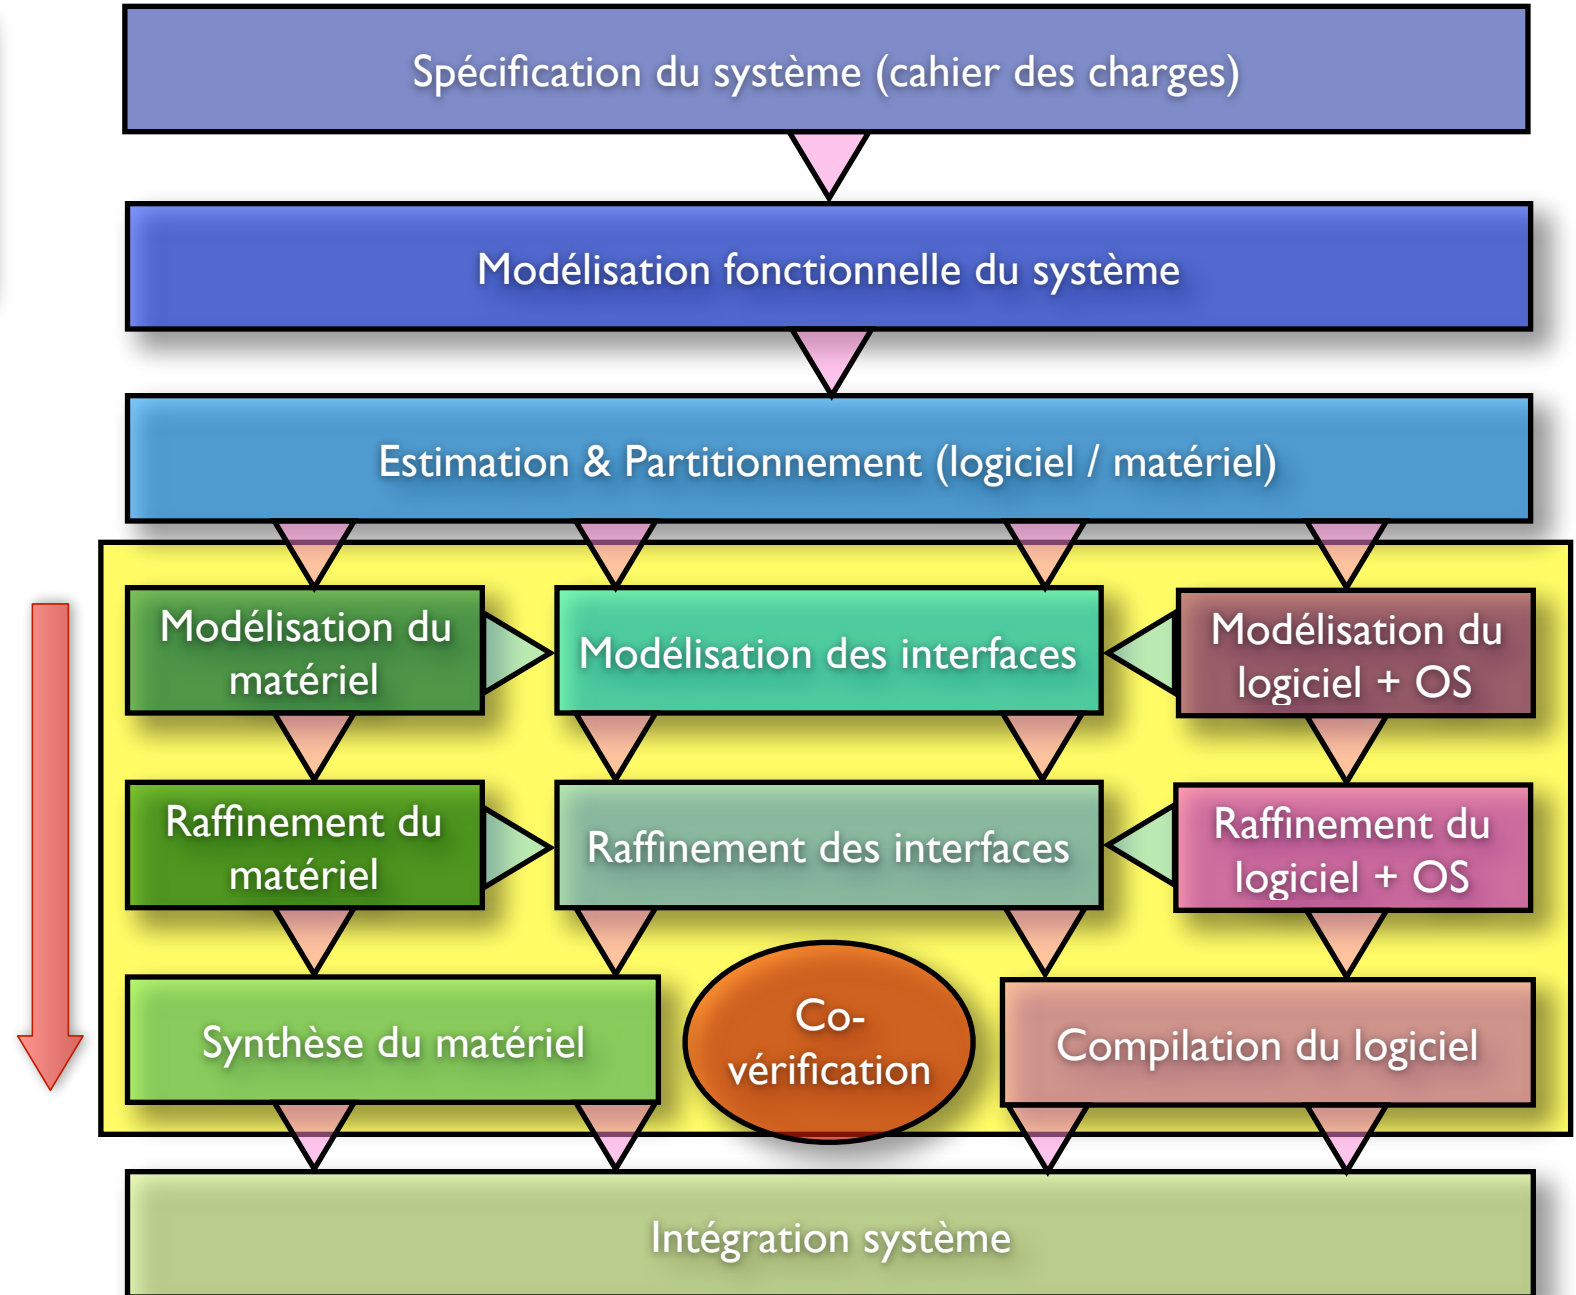 Spécification du système (cahier des charges)
Modélisation fonctionnelle du système
Estimation & Partitionnement (logiciel / matériel)
Modélisation du
matériel
Modélisation des interfaces
Modélisation du
logiciel + OS
Raffinement du
matériel
Raffinement des interfaces
Raffinement du
logiciel + OS
Synthèse du matériel
Co-
vérification
Compilation du logiciel
Intégration système